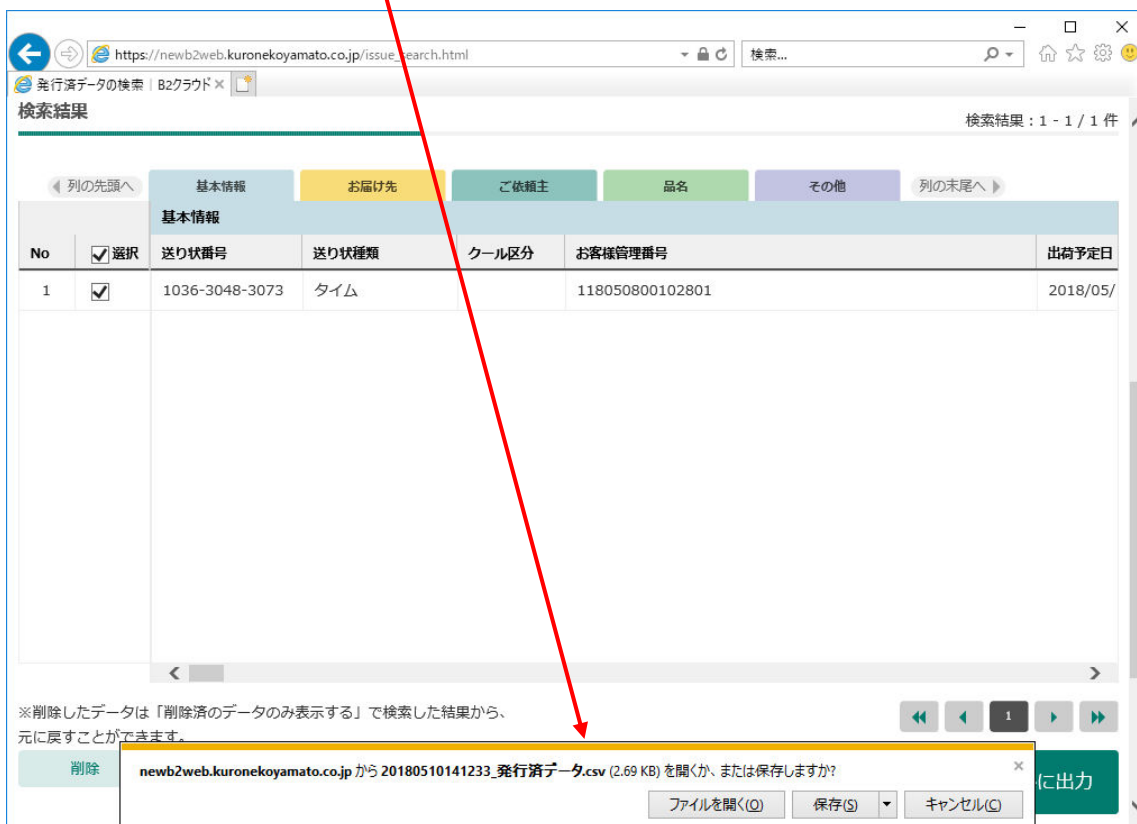 https://newb2web.kuronekoyamato.co.jp/issue_search.html
検索...
発行済データの検索 | B2クラウド
検索結果
検索結果:1 - 1 / 1 件
列の先頭へ
基本情報
お届け先
ご依頼主
品名
その他
列の末尾へ
基本情報
No 選択 送り状番号 送り状種類 クール区分 お客様管理番号 出荷予定日
1 1036-3048-3073 タイム 118050800102801 2018/05/
※削除したデータは「削除済のデータのみ表示する」で検索した結果から、
元に戻すことができます。
1
削除
に出力
newb2web.kuronekoyamato.co.jp から 20180510141233_発行済データ.csv (2.69 KB) を開くか、または保存しますか?
ファイルを開く(O) 保存(S) キャンセル(C)